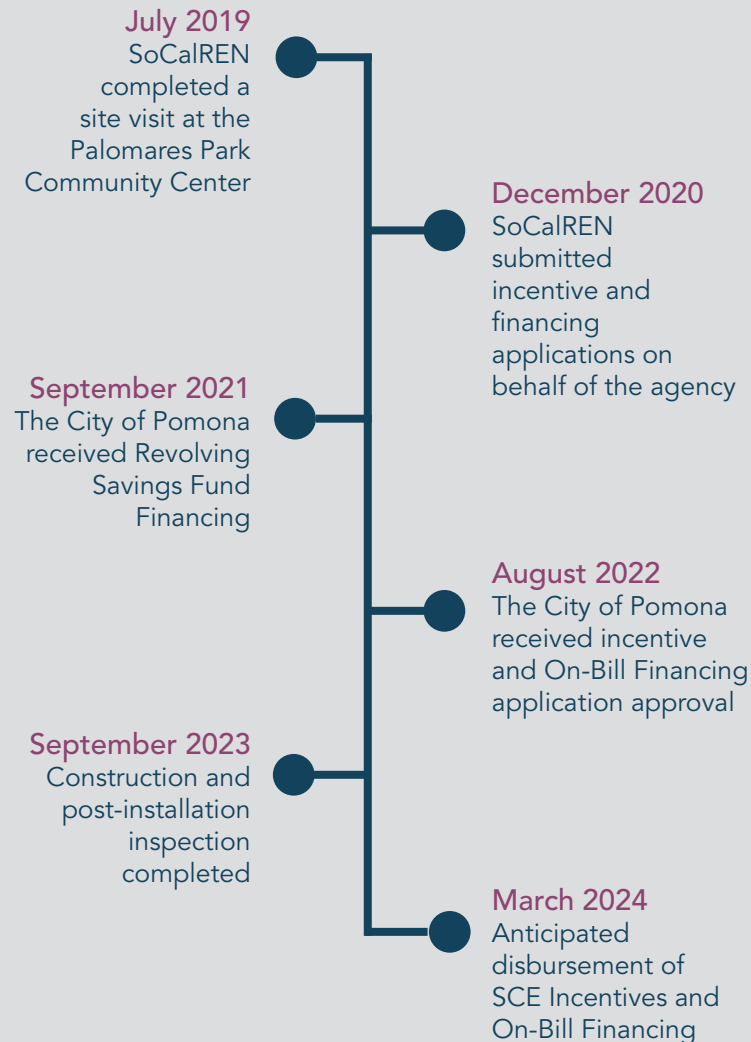 July 2019
SoCalREN
completed a
site visit at the
Palomares Park
Community Center
December 2020
SoCalREN
submitted
incentive and
financing
applications on
behalf of the agency
September 2021
The City of Pomona
received Revolving
Savings Fund
Financing
August 2022
The City of Pomona
received incentive
and On-Bill Financing
application approval
September 2023
Construction and
post-installation
inspection
completed
March 2024
Anticipated
disbursement of
SCE Incentives and
On-Bill Financing